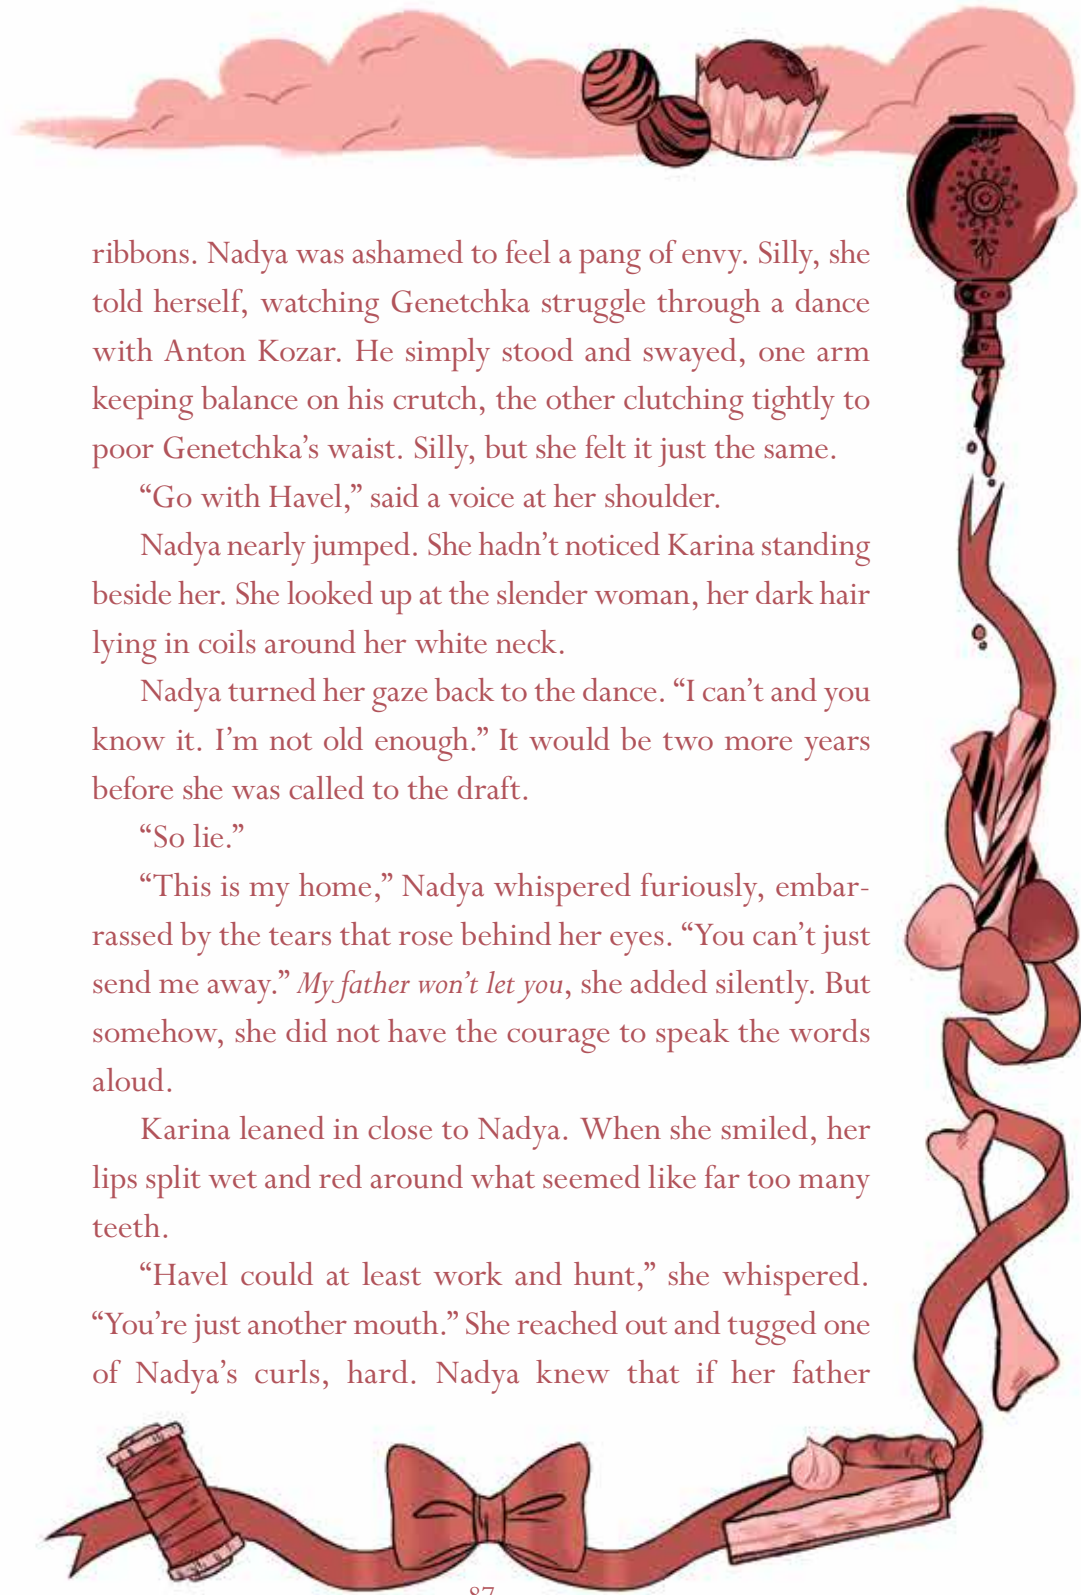 ribbons. Nadya was ashamed to feel a pang of envy. Silly, she
told herself, watching Genetchka struggle through a dance
with Anton Kozar. He simply stood and swayed, one arm
keeping balance on his crutch, the other clutching tightly to
poor Genetchka’s waist. Silly, but she felt it just the same.
“Go with Havel,” said a voice at her shoulder.
Nadya nearly jumped. She hadn’t noticed Karina standing
beside her. She looked up at the slender woman, her dark hair
lying in coils around her white neck.
Nadya turned her gaze back to the dance. “I can’t and you
know it. I’m not old enough.” It would be two more years
before she was called to the draft.
“So lie.”
“This is my home,” Nadya whispered furiously, embar-
rassed by the tears that rose behind her eyes. “You can’t just
send me away.” My father won’t let you, she added silently. But
somehow, she did not have the courage to speak the words
aloud.
Karina leaned in close to Nadya. When she smiled, her
lips split wet and red around what seemed like far too many
teeth.
“Havel could at least work and hunt,” she whispered.
“You’re just another mouth.” She reached out and tugged one
of Nadya’s curls, hard. Nadya knew that if her father
87